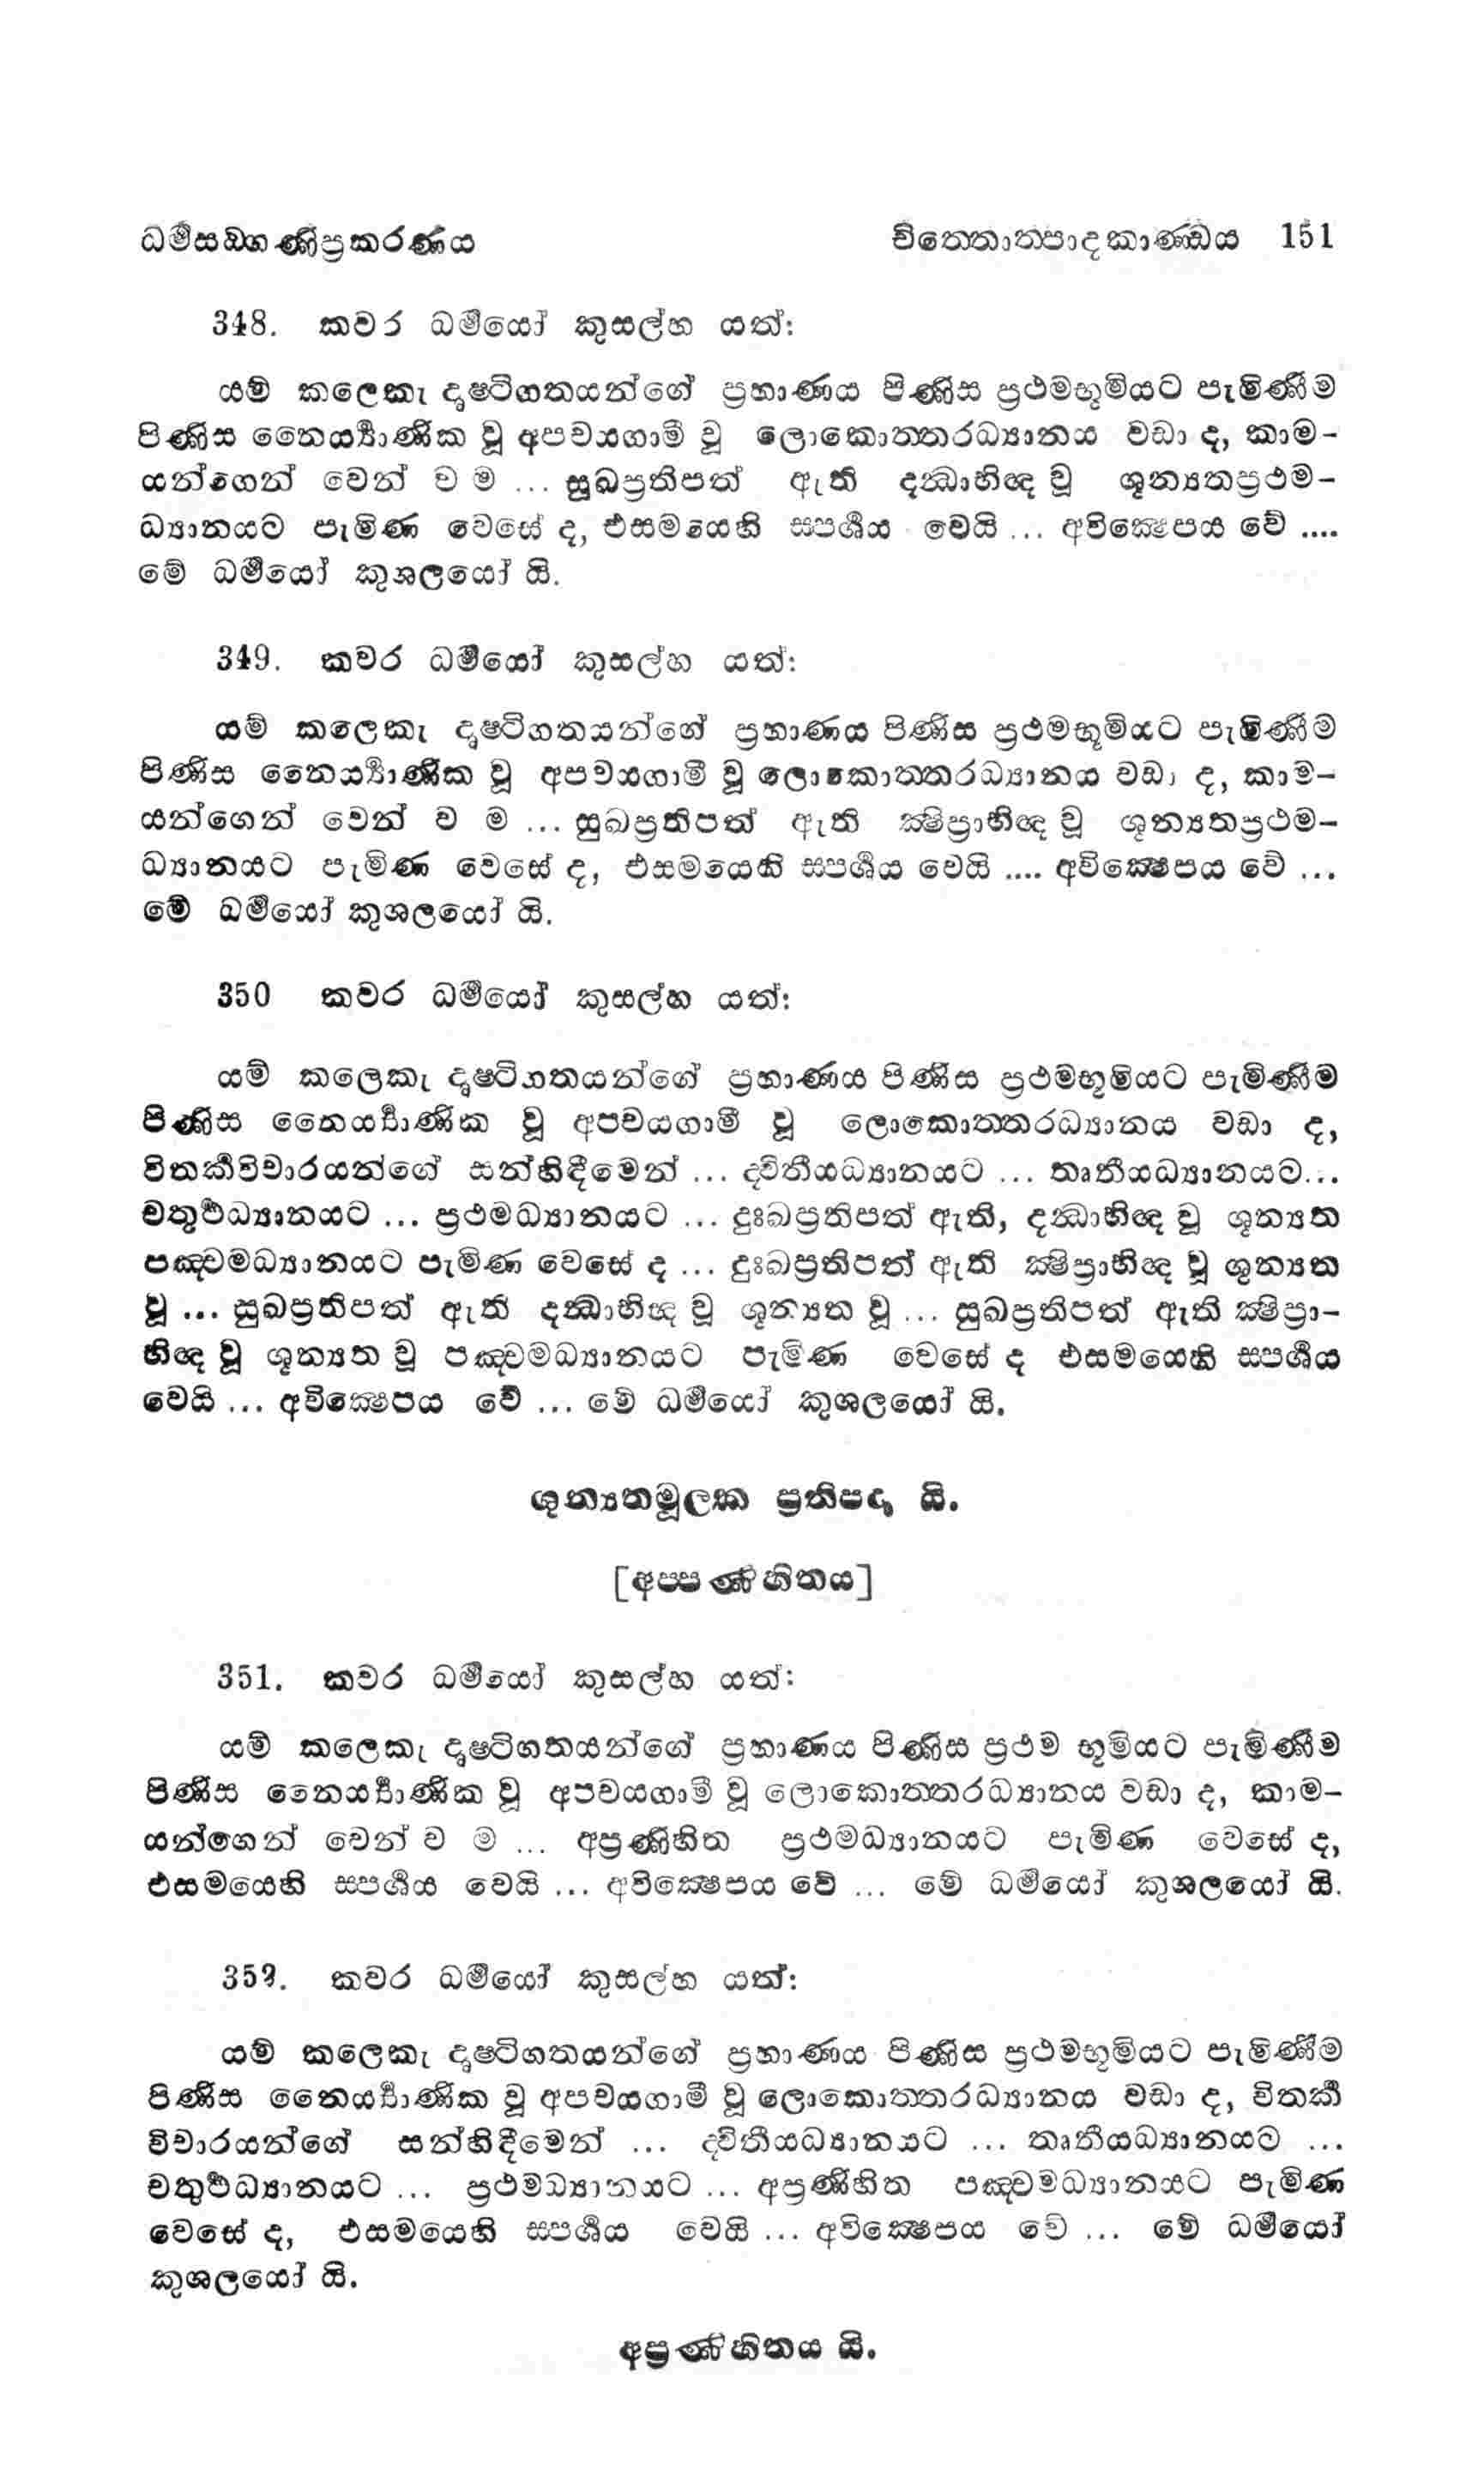 ධර්මසඞ්ගණිප්‍රකරණය චිත්තොත්පාදකාණ්ඩය 151
348. කවර ධර්මයෝ කුසල්හ යත්:
යම් කලෙකැ දෘෂ්ටිගතයන්ගේ ප්‍රහාණය පිණිස ප්‍රථමභූමියට පැමිණීම
පිණිස නෛර්‍ය්‍යාණික වූ අපචයගාමී වූ ලොකොත්තරධ්‍යානය වඩා ද, කාම-
යන්ගෙන් වෙන් ව ම ... සුඛප්‍රතිපත් ඇති දන්ධාභිඥ වූ ශූන්‍යතප්‍රථම-
ධ්‍යානයට පැමිණ වෙසේ ද, එසමයෙහි ස්පර්ශය වෙයි ... අවික්‍ෂෙපය වේ ....
මේ ධර්මයෝ කුශලයෝ යි.
349. කවර ධර්මයෝ කුසල්හ යත්:
යම් කලෙකැ දෘෂ්ටිගතයන්ගේ ප්‍රහාණය පිණිස ප්‍රථමභූමියට පැමිණීම
පිණිස නෛර්‍ය්‍යාණික වූ අපචයගාමී වූ ලොකොත්තරධ්‍යානය වඩා ද, කාම-
යන්ගෙන් වෙන් ව ම ... සුඛප්‍රතිපත් ඇති ක්‍ෂිප්‍රාභිඥ වූ ශූන්‍යතප්‍රථම-
ධ්‍යානයට පැමිණ වෙසේ ද, එසමයෙහි ස්පර්ශය වෙයි .... අවික්‍ෂෙපය වේ ...
මේ ධර්මයෝ කුශලයෝ යි.
350 කවර ධර්මයෝ කුසල්හ යත්:
යම් කලෙකැ දෘෂ්ටිගතයන්ගේ ප්‍රහාණය පිණිස ප්‍රථමභූමියට පැමිණීම
පිණිස නෛර්‍ය්‍යාණික වූ අපචයගාමී වූ ලොකොත්තරධ්‍යානය වඩා ද,
විතර්කවිචාරයන්ගේ සන්හිඳීමෙන් ... ද්විතීයධ්‍යානයට ... තෘතීයධ්‍යානයට...
චතුර්ථධ්‍යානයට ... ප්‍රථමධ්‍යානයට ... දුඃඛප්‍රතිපත් ඇති, දන්ධාභිඥ වූ ශූන්‍යත
පඤ්චමධ්‍යානයට පැමිණ වෙසේ ද ... දුඃඛප්‍රතිපත් ඇති ක්‍ෂිප්‍රාභිඥ වූ ශූන්‍යත
වූ ... සුඛප්‍රතිපත් ඇති දන්ධාභිඥ වූ ශූන්‍යත වූ ... සුඛප්‍රතිපත් ඇති ක්‍ෂිප්‍රා-
භිඥ වූ ශූන්‍යත වූ පඤ්චමධ්‍යානයට පැමිණ වෙසේ ද එසමයෙහි ස්පර්ශය
වෙයි ... අවික්‍ෂෙපය වේ ... මේ ධර්මයෝ කුශලයෝ යි.
ශූන්‍යතමූලක ප්‍රතිපදා යි.
[අප්පණිහිතය]
351. කවර ධර්මයෝ කුසල්හ යත්:
යම් කලෙකැ දෘෂ්ටිගතයන්ගේ ප්‍රහාණය පිණිස ප්‍රථම භූමියට පැමිණීම
පිණිස නෛර්‍ය්‍යාණික වූ අපචයගාමී වූ ලොකොත්තරධ්‍යානය වඩා ද, කාම-
යන්ගෙන් වෙන් ව ම ... අප්‍රණිහිත ප්‍රථමධ්‍යානයට පැමිණ වෙසේ ද,
එසමයෙහි ස්පර්ශය වෙයි ... අවික්‍ෂෙපය වේ ... මේ ධර්මයෝ කුශලයෝ යි.
352. කවර ධර්මයෝ කුසල්හ යත්:
යම් කලෙකැ දෘෂ්ටිගතයන්ගේ ප්‍රහාණය පිණිස ප්‍රථමභූමියට පැමිණීම
පිණිස නෛර්‍ය්‍යාණික වූ අපචයගාමී වූ ලොකොත්තරධ්‍යානය වඩා ද, විතර්ක
විචාරයන්ගේ සන්හිඳීමෙන් ... ද්විතීයධ්‍යානයට ... තෘතීයධ්‍යානයට ...
චතුර්ථධ්‍යානයට ... ප්‍රථමධ්‍යානයට ... අප්‍රණිහිත පඤ්චමධ්‍යානයට පැමිණ
වෙසේ ද, එසමයෙහි ස්පර්ශය වෙයි ... අවික්‍ෂෙපය වේ ... මේ ධර්මයෝ
කුශලයෝ යි.
අප්‍රණිහිතය යි.